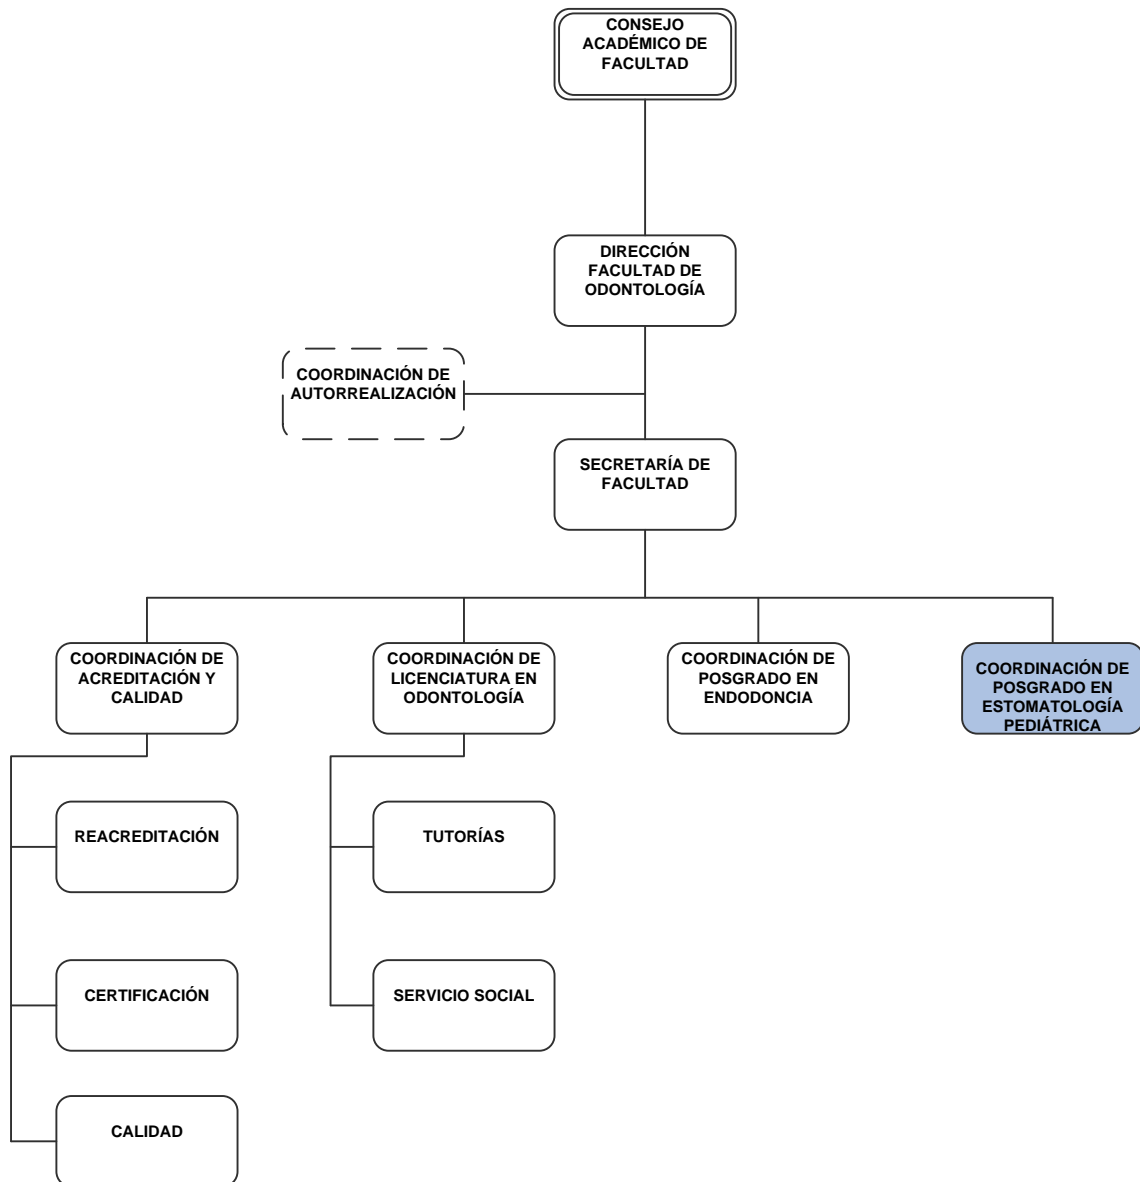 CONSEJO
ACADÉMICO DE
FACULTAD
DIRECCIÓN
FACULTAD DE
ODONTOLOGÍA
COORDINACIÓN DE
AUTORREALIZACIÓN
SECRETARÍA DE
FACULTAD
COORDINACIÓN DE
ACREDITACIÓN Y
CALIDAD
COORDINACIÓN DE
LICENCIATURA EN
ODONTOLOGÍA
COORDINACIÓN DE
POSGRADO EN
ENDODONCIA
COORDINACIÓN DE
POSGRADO EN
ESTOMATOLOGÍA
PEDIÁTRICA
REACREDITACIÓN
TUTORÍAS
CERTIFICACIÓN
SERVICIO SOCIAL
CALIDAD